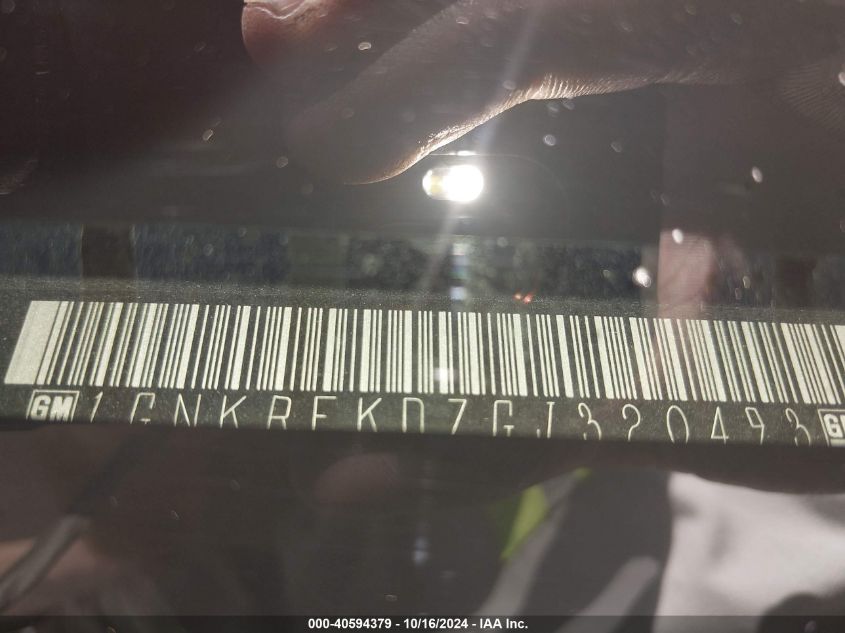 GM 1GNKRFKD7GJ320493 GM
000-40594379 - 10/16/2024 - IAA Inc.